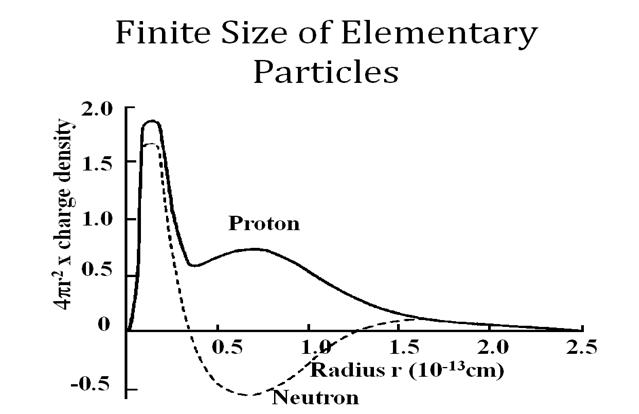 Finite Size of Elementary
Particles
4πr² x charge density
2.0
1.5
1.0
0.5
0
-0.5
Proton
0.5 1.0 1.5 2.0 2.5
Radius r (10⁻¹³cm)
Neutron